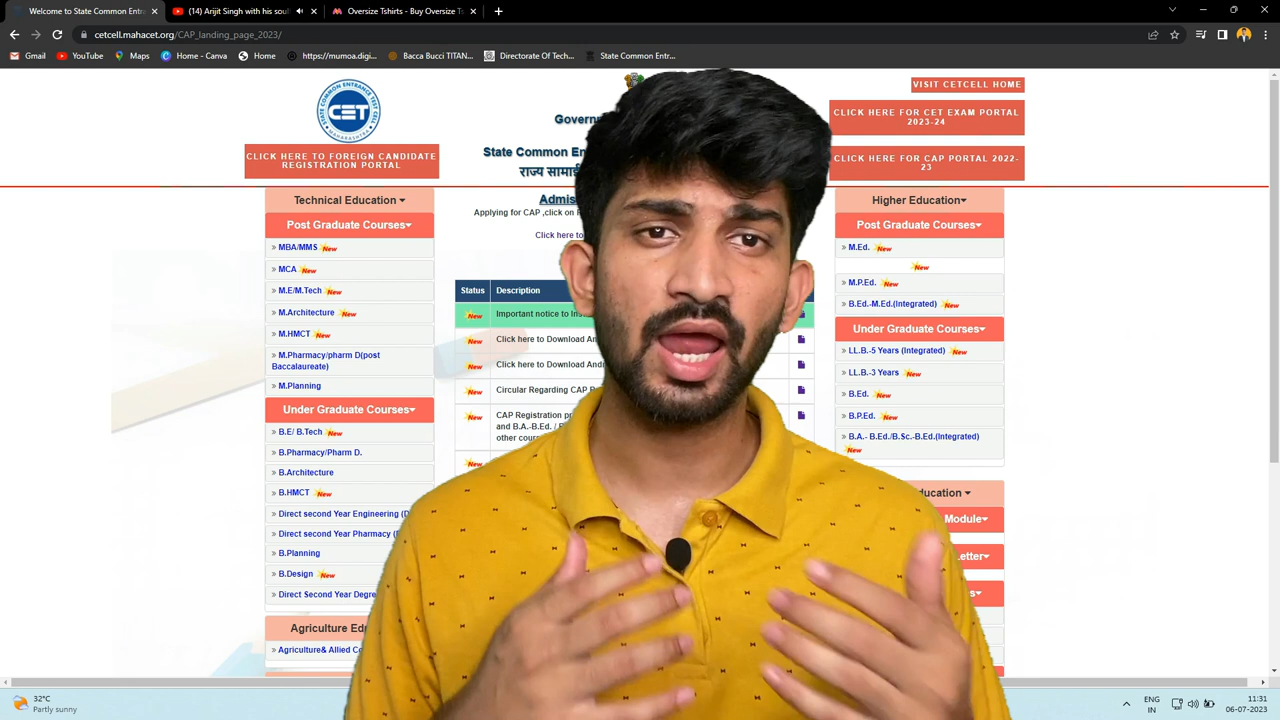 Welcome to State Common Entra
(14) Arijit Singh: Tujhe Sochta H
cetcell.mahacet.org/CAP_landing_page_2023/
Gmail
YouTube
Maps
Home - Canva
https://mumoa.digi...
Bacca Bucci TITAN...
Directorate Of Tech...
State Common Entr...
CET
MAHARASHTRA
CLICK HERE TO FOREIGN CANDIDATE
REGISTRATION PORTAL
Govern
State Common En
राज्य सामाई
VISIT CETCELL HOME
CLICK HERE FOR CET EXAM PORTAL
2023-24
CLICK HERE FOR CAP PORTAL 2022-
23
Technical Education
Post Graduate Courses
» MBA/MMS New
» MCA New
» M.E/M.Tech New
» M.Architecture New
» M.HMCT New
» M.Pharmacy/pharm D(post
Baccalaureate)
» M.Planning
Under Graduate Courses
» B.E/ B.Tech New
» B.Pharmacy/Pharm D.
» B.Architecture
» B.HMCT New
» Direct second Year Engineering (D
» Direct second Year Pharmacy (
» B.Planning
» B.Design New
» Direct Second Year Degre
Agriculture Ed
Agriculture& Allied Co
Admis
Applying for CAP ,click on
Click here to
Status Description
New Important notice to Ins
New Click here to Download And
New Click here to Download And
New Circular Regarding CAP R
New CAP Registration pr
and B.A.-B.Ed. /
other cour
New
Higher Education
Post Graduate Courses
» M.Ed. New
New
» M.P.Ed. New
» B.Ed.-M.Ed.(Integrated) New
Under Graduate Courses
» LL.B.-5 Years (Integrated) New
» LL.B.-3 Years New
» B.Ed. New
» B.P.Ed. New
» B.A.- B.Ed./B.Sc.-B.Ed.(Integrated)
New
ducation
Module
Letter
s
32°C
Partly sunny
ENG
IN
11:31
06-07-2023